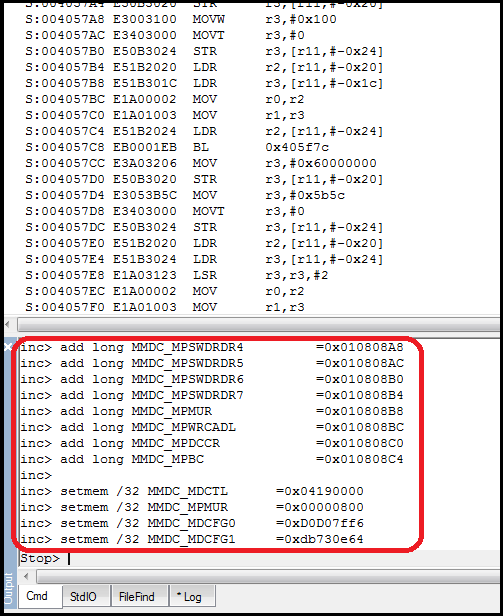 S:004057A4 E50B3020 STR r3,[r11,#-0x20]
S:004057A8 E3003100 MOVW r3,#0x100
S:004057AC E3403000 MOVT r3,#0
S:004057B0 E50B3024 STR r3,[r11,#-0x24]
S:004057B4 E51B2020 LDR r2,[r11,#-0x20]
S:004057B8 E51B301C LDR r3,[r11,#-0x1c]
S:004057BC E1A00002 MOV r0,r2
S:004057C0 E1A01003 MOV r1,r3
S:004057C4 E51B2024 LDR r2,[r11,#-0x24]
S:004057C8 EB0001EB BL 0x405f7c
S:004057CC E3A03206 MOV r3,#0x60000000
S:004057D0 E50B3020 STR r3,[r11,#-0x20]
S:004057D4 E3053B5C MOV r3,#0x5b5c
S:004057D8 E3403000 MOVT r3,#0
S:004057DC E50B3024 STR r3,[r11,#-0x24]
S:004057E0 E51B2020 LDR r2,[r11,#-0x20]
S:004057E4 E51B3024 LDR r3,[r11,#-0x24]
S:004057E8 E1A03123 LSR r3,r3,#2
S:004057EC E1A00002 MOV r0,r2
S:004057F0 E1A01003 MOV r1,r3
inc> add long MMDC_MPSWDRDR4 =0x010808A8
inc> add long MMDC_MPSWDRDR5 =0x010808AC
inc> add long MMDC_MPSWDRDR6 =0x010808B0
inc> add long MMDC_MPSWDRDR7 =0x010808B4
inc> add long MMDC_MPMUR =0x010808B8
inc> add long MMDC_MPWRCADL =0x010808BC
inc> add long MMDC_MPDCCR =0x010808C0
inc> add long MMDC_MPBC =0x010808C4
inc>
inc> setmem /32 MMDC_MDCTL =0x04190000
inc> setmem /32 MMDC_MPMUR =0x00000800
inc> setmem /32 MMDC_MDCFG0 =0xD0D07ff6
inc> setmem /32 MMDC_MDCFG1 =0xdb730e64
Stop>
Output
Cmd StdIO FileFind * Log